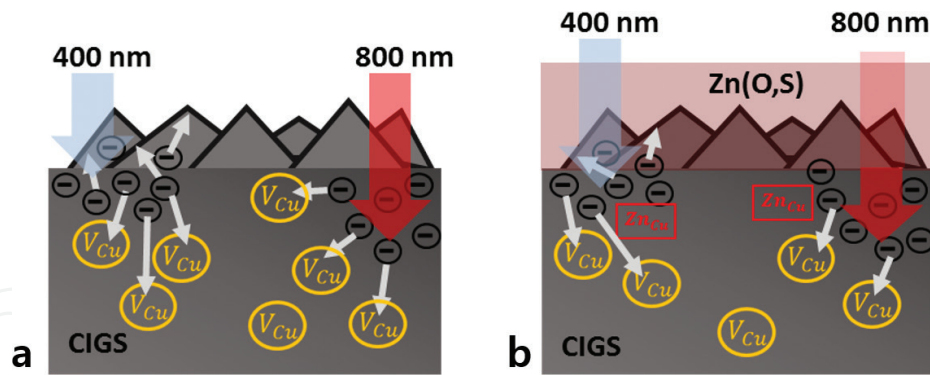 400 nm
800 nm
V_Cu
V_Cu
V_Cu
V_Cu
V_Cu
V_Cu
V_Cu
CIGS
a
400 nm
800 nm
Zn(O,S)
Zn_Cu
Zn_Cu
V_Cu
V_Cu
V_Cu
V_Cu
V_Cu
CIGS
b